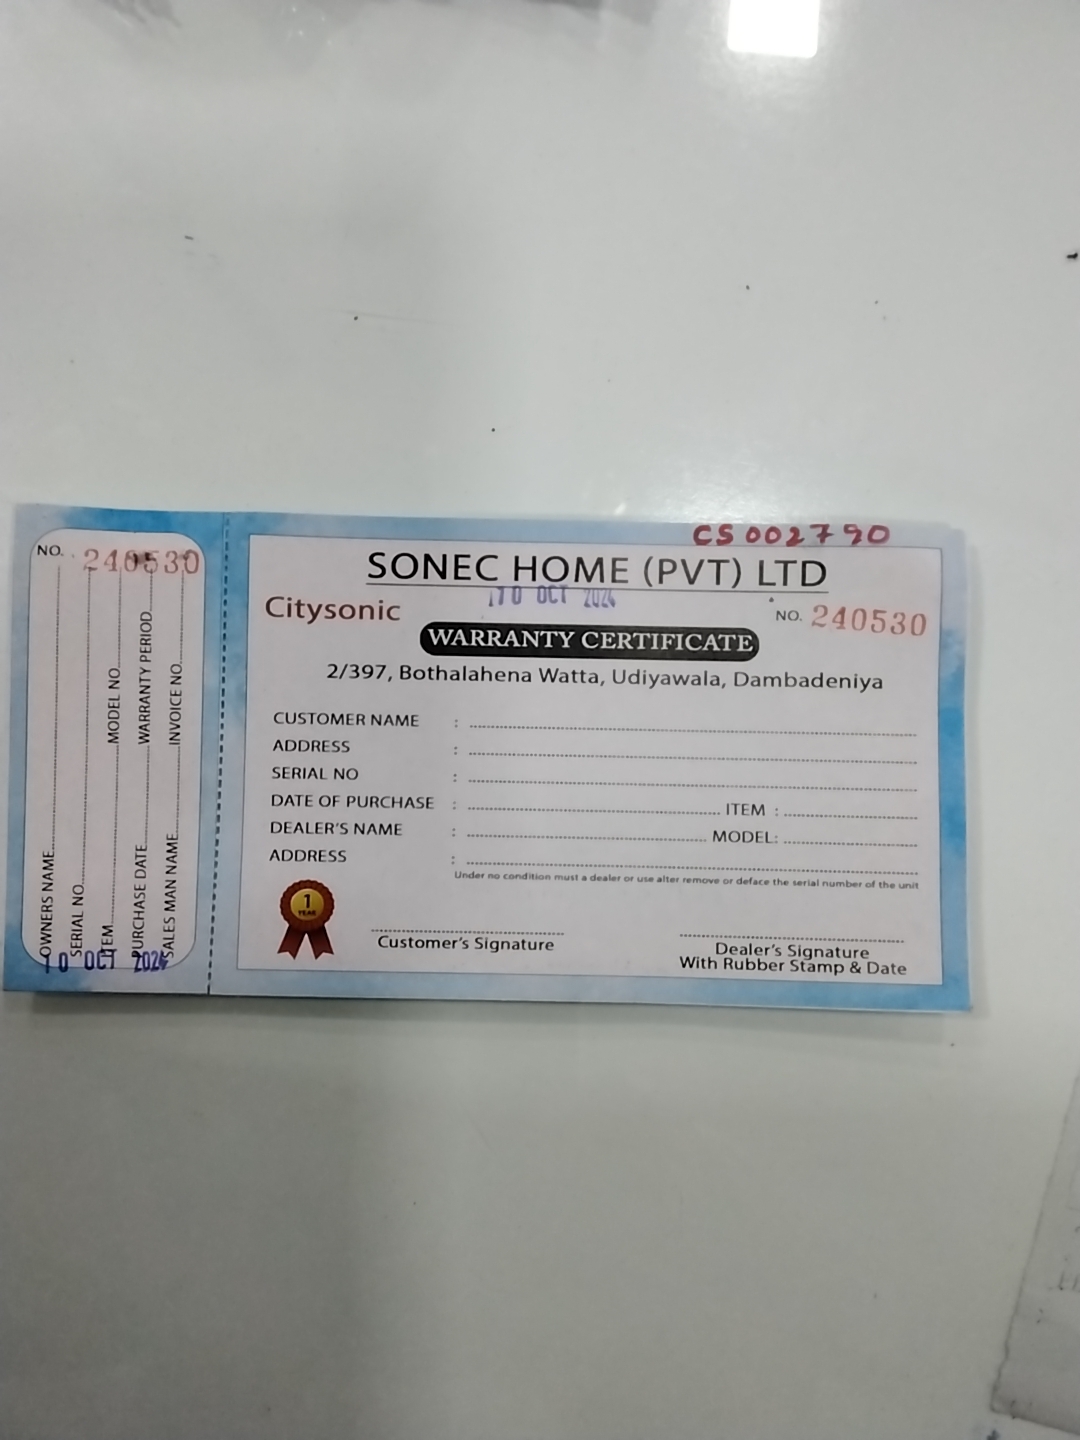 NO. 240530
OWNERS NAME
SERIAL NO. MODEL NO.
ITEM
PURCHASE DATE WARRANTY PERIOD
SALES MAN NAME INVOICE NO.
10 OCT 2024
CS 002790
SONEC HOME (PVT) LTD
10 OCT 2024
Citysonic
NO. 240530
WARRANTY CERTIFICATE
2/397, Bothalahena Watta, Udiyawala, Dambadeniya
CUSTOMER NAME :
ADDRESS :
SERIAL NO :
DATE OF PURCHASE : ITEM :
DEALER'S NAME : MODEL:
ADDRESS :
Under no condition must a dealer or use alter remove or deface the serial number of the unit
1
YEAR
Customer's Signature
Dealer's Signature
With Rubber Stamp & Date